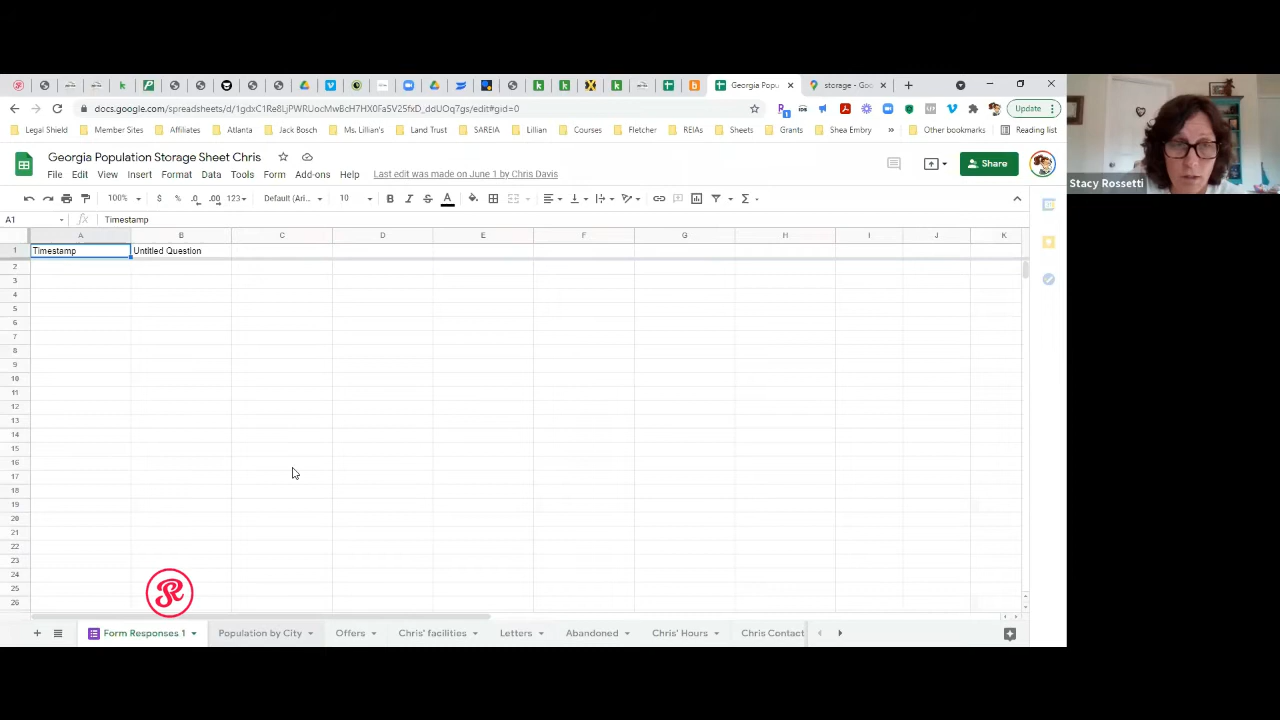 Georgia Popu
storage - Goo
docs.google.com/spreadsheets/d/1gdxC1Re8LjPWRUocMwBcH7HX0Fa5V25fxD_ddUOq7gs/edit#gid=0
Update
Legal Shield
Member Sites
Affiliates
Atlanta
Jack Bosch
Ms. Lillian's
Land Trust
SAREIA
Lillian
Courses
Fletcher
REIAs
Sheets
Grants
Shea Embry
»
Other bookmarks
Reading list
Georgia Population Storage Sheet Chris
File Edit View Insert Format Data Tools Form Add-ons Help
Last edit was made on June 1 by Chris Davis
Share
Stacy Rossetti
100% $ % .0 .00 123 Default (Ari... 10 B I S A
A1 fx Timestamp
A B C D E F G H I J K
1 Timestamp Untitled Question
2
3
4
5
6
7
8
9
10
11
12
13
14
15
16
17
18
19
20
21
22
23
24
25
26
SR
Form Responses 1
Population by City
Offers
Chris' facilities
Letters
Abandoned
Chris' Hours
Chris Contact